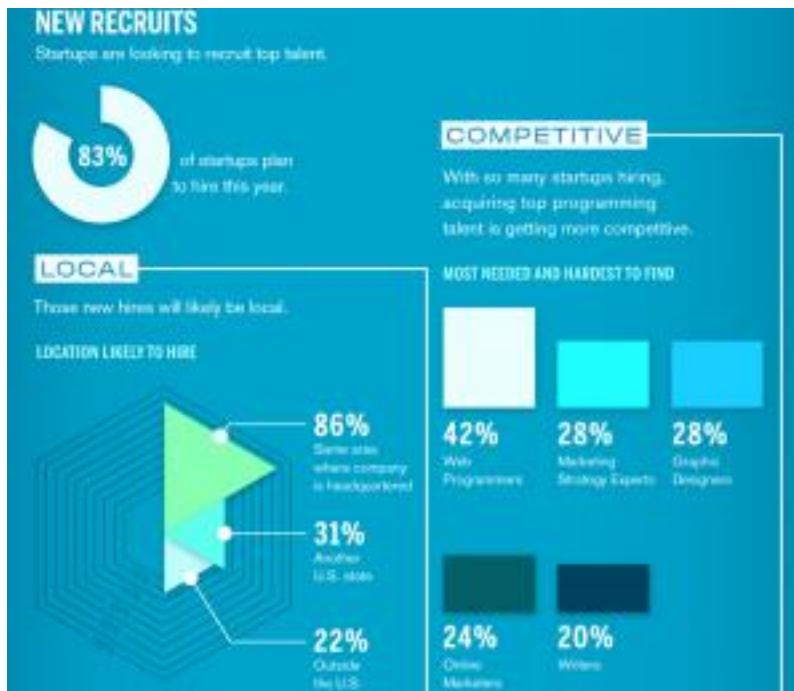 NEW RECRUITS
Startups are looking to recruit top talent.
83%
of startups plan
to hire this year.
LOCAL
Those new hires will likely be local.
LOCATION LIKELY TO HIRE
86%
Same area
where company
is headquartered
31%
Another
U.S. state
22%
Outside
the U.S.
COMPETITIVE
With so many startups hiring,
acquiring top programming
talent is getting more competitive.
MOST NEEDED AND HARDEST TO FIND
42%
Web
Programmers
28%
Marketing
Strategy Experts
28%
Graphic
Designers
24%
Online
Marketers
20%
Writers